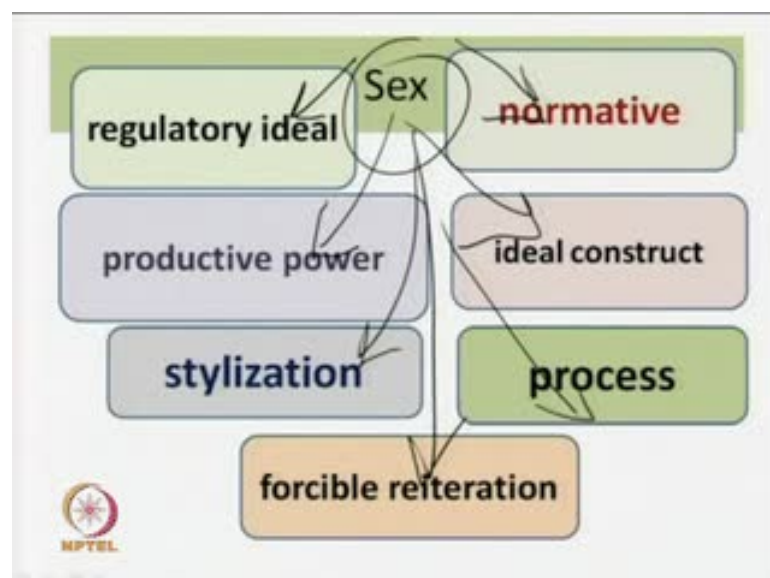 Sex
regulatory ideal
normative
productive power
ideal construct
stylization
process
forcible reiteration
NPTEL